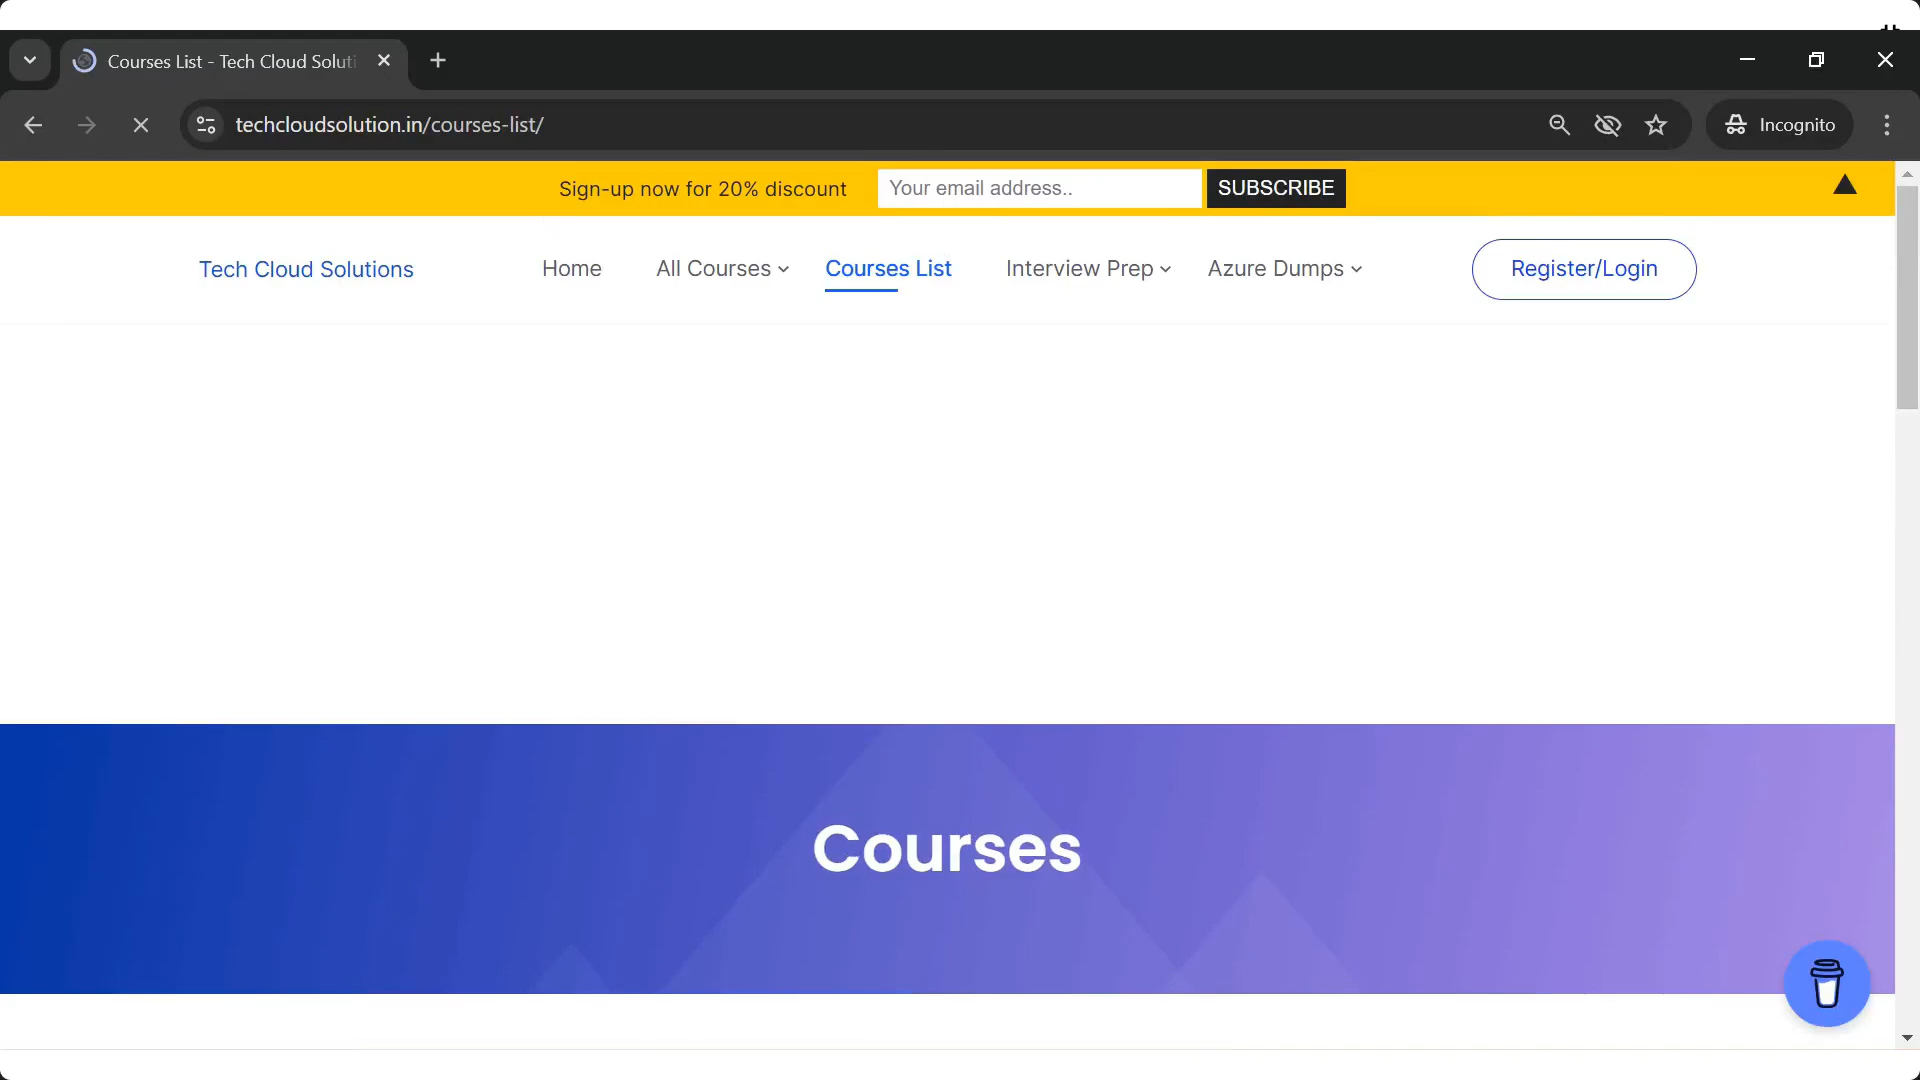 Courses List - Tech Cloud Soluti
techcloudsolution.in/courses-list/
Incognito
Sign-up now for 20% discount
Your email address..
SUBSCRIBE
Tech Cloud Solutions
Home
All Courses
Courses List
Interview Prep
Azure Dumps
Register/Login
Courses